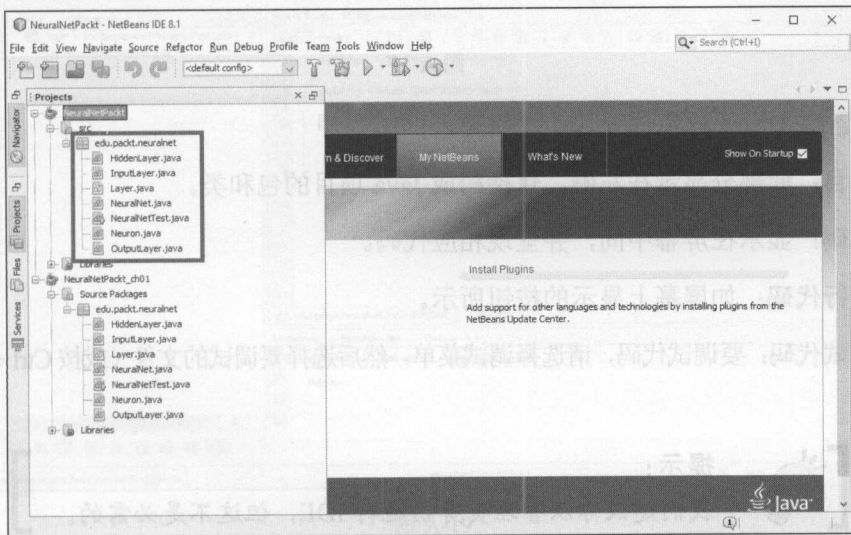 NeuralNetPackt - NetBeans IDE 8.1
File Edit View Navigate Source Refactor Run Debug Profile Team Tools Window Help
Search (Ctrl+I)
<default config>
Projects
Navigator
Projects
Files
Services
NeuralNetPackt
src
edu.packt.neuralnet
HiddenLayer.java
InputLayer.java
Layer.java
NeuralNet.java
NeuralNetTest.java
Neuron.java
OutputLayer.java
Libraries
NeuralNetPackt_ch01
Source Packages
edu.packt.neuralnet
HiddenLayer.java
InputLayer.java
Layer.java
NeuralNet.java
NeuralNetTest.java
Neuron.java
OutputLayer.java
Libraries
n & Discover
My NetBeans
What's New
Show On Startup
Install Plugins
Add support for other languages and technologies by installing plugins from the
NetBeans Update Center.
Java